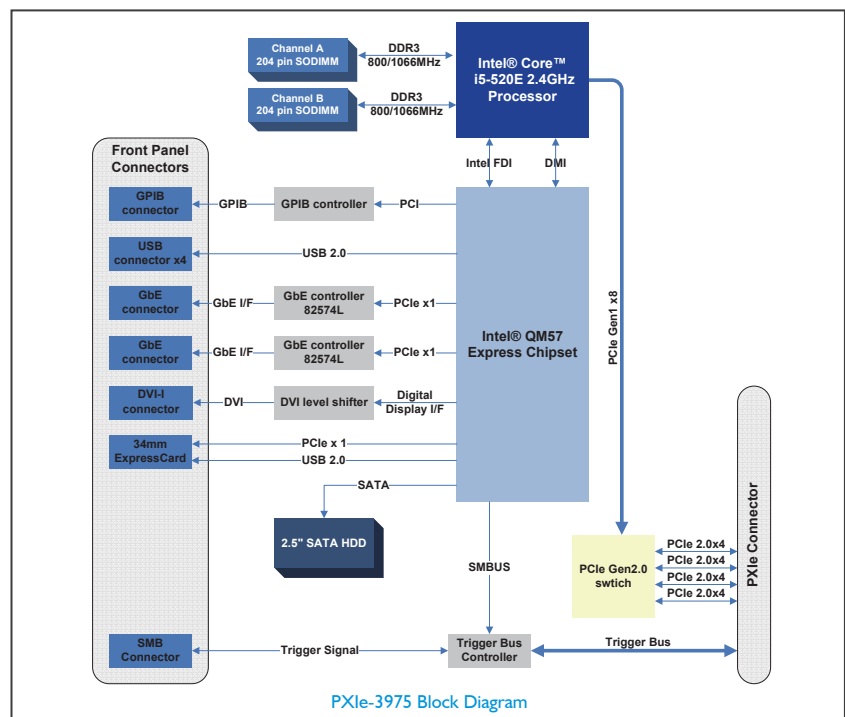 Channel A
204 pin SODIMM
DDR3
800/1066MHz
Intel® Core™
i5-520E 2.4GHz
Processor
Channel B
204 pin SODIMM
DDR3
800/1066MHz
Front Panel
Connectors
Intel FDI
DMI
GPIB
connector
GPIB
GPIB controller
PCI
USB
connector x4
USB 2.0
GbE
connector
GbE I/F
GbE controller
82574L
PCIe x1
GbE
connector
GbE I/F
GbE controller
82574L
PCIe x1
Intel® QM57
Express Chipset
PCIe Gen1 x8
DVI-I
connector
DVI
DVI level shifter
Digital
Display I/F
34mm
ExpressCard
PCIe x 1
USB 2.0
SATA
2.5" SATA HDD
SMBUS
PCIe Gen2.0
swtich
PCIe 2.0x4
PCIe 2.0x4
PCIe 2.0x4
PCIe 2.0x4
PXIe Connector
SMB
Connector
Trigger Signal
Trigger Bus
Controller
Trigger Bus
PXIe-3975 Block Diagram